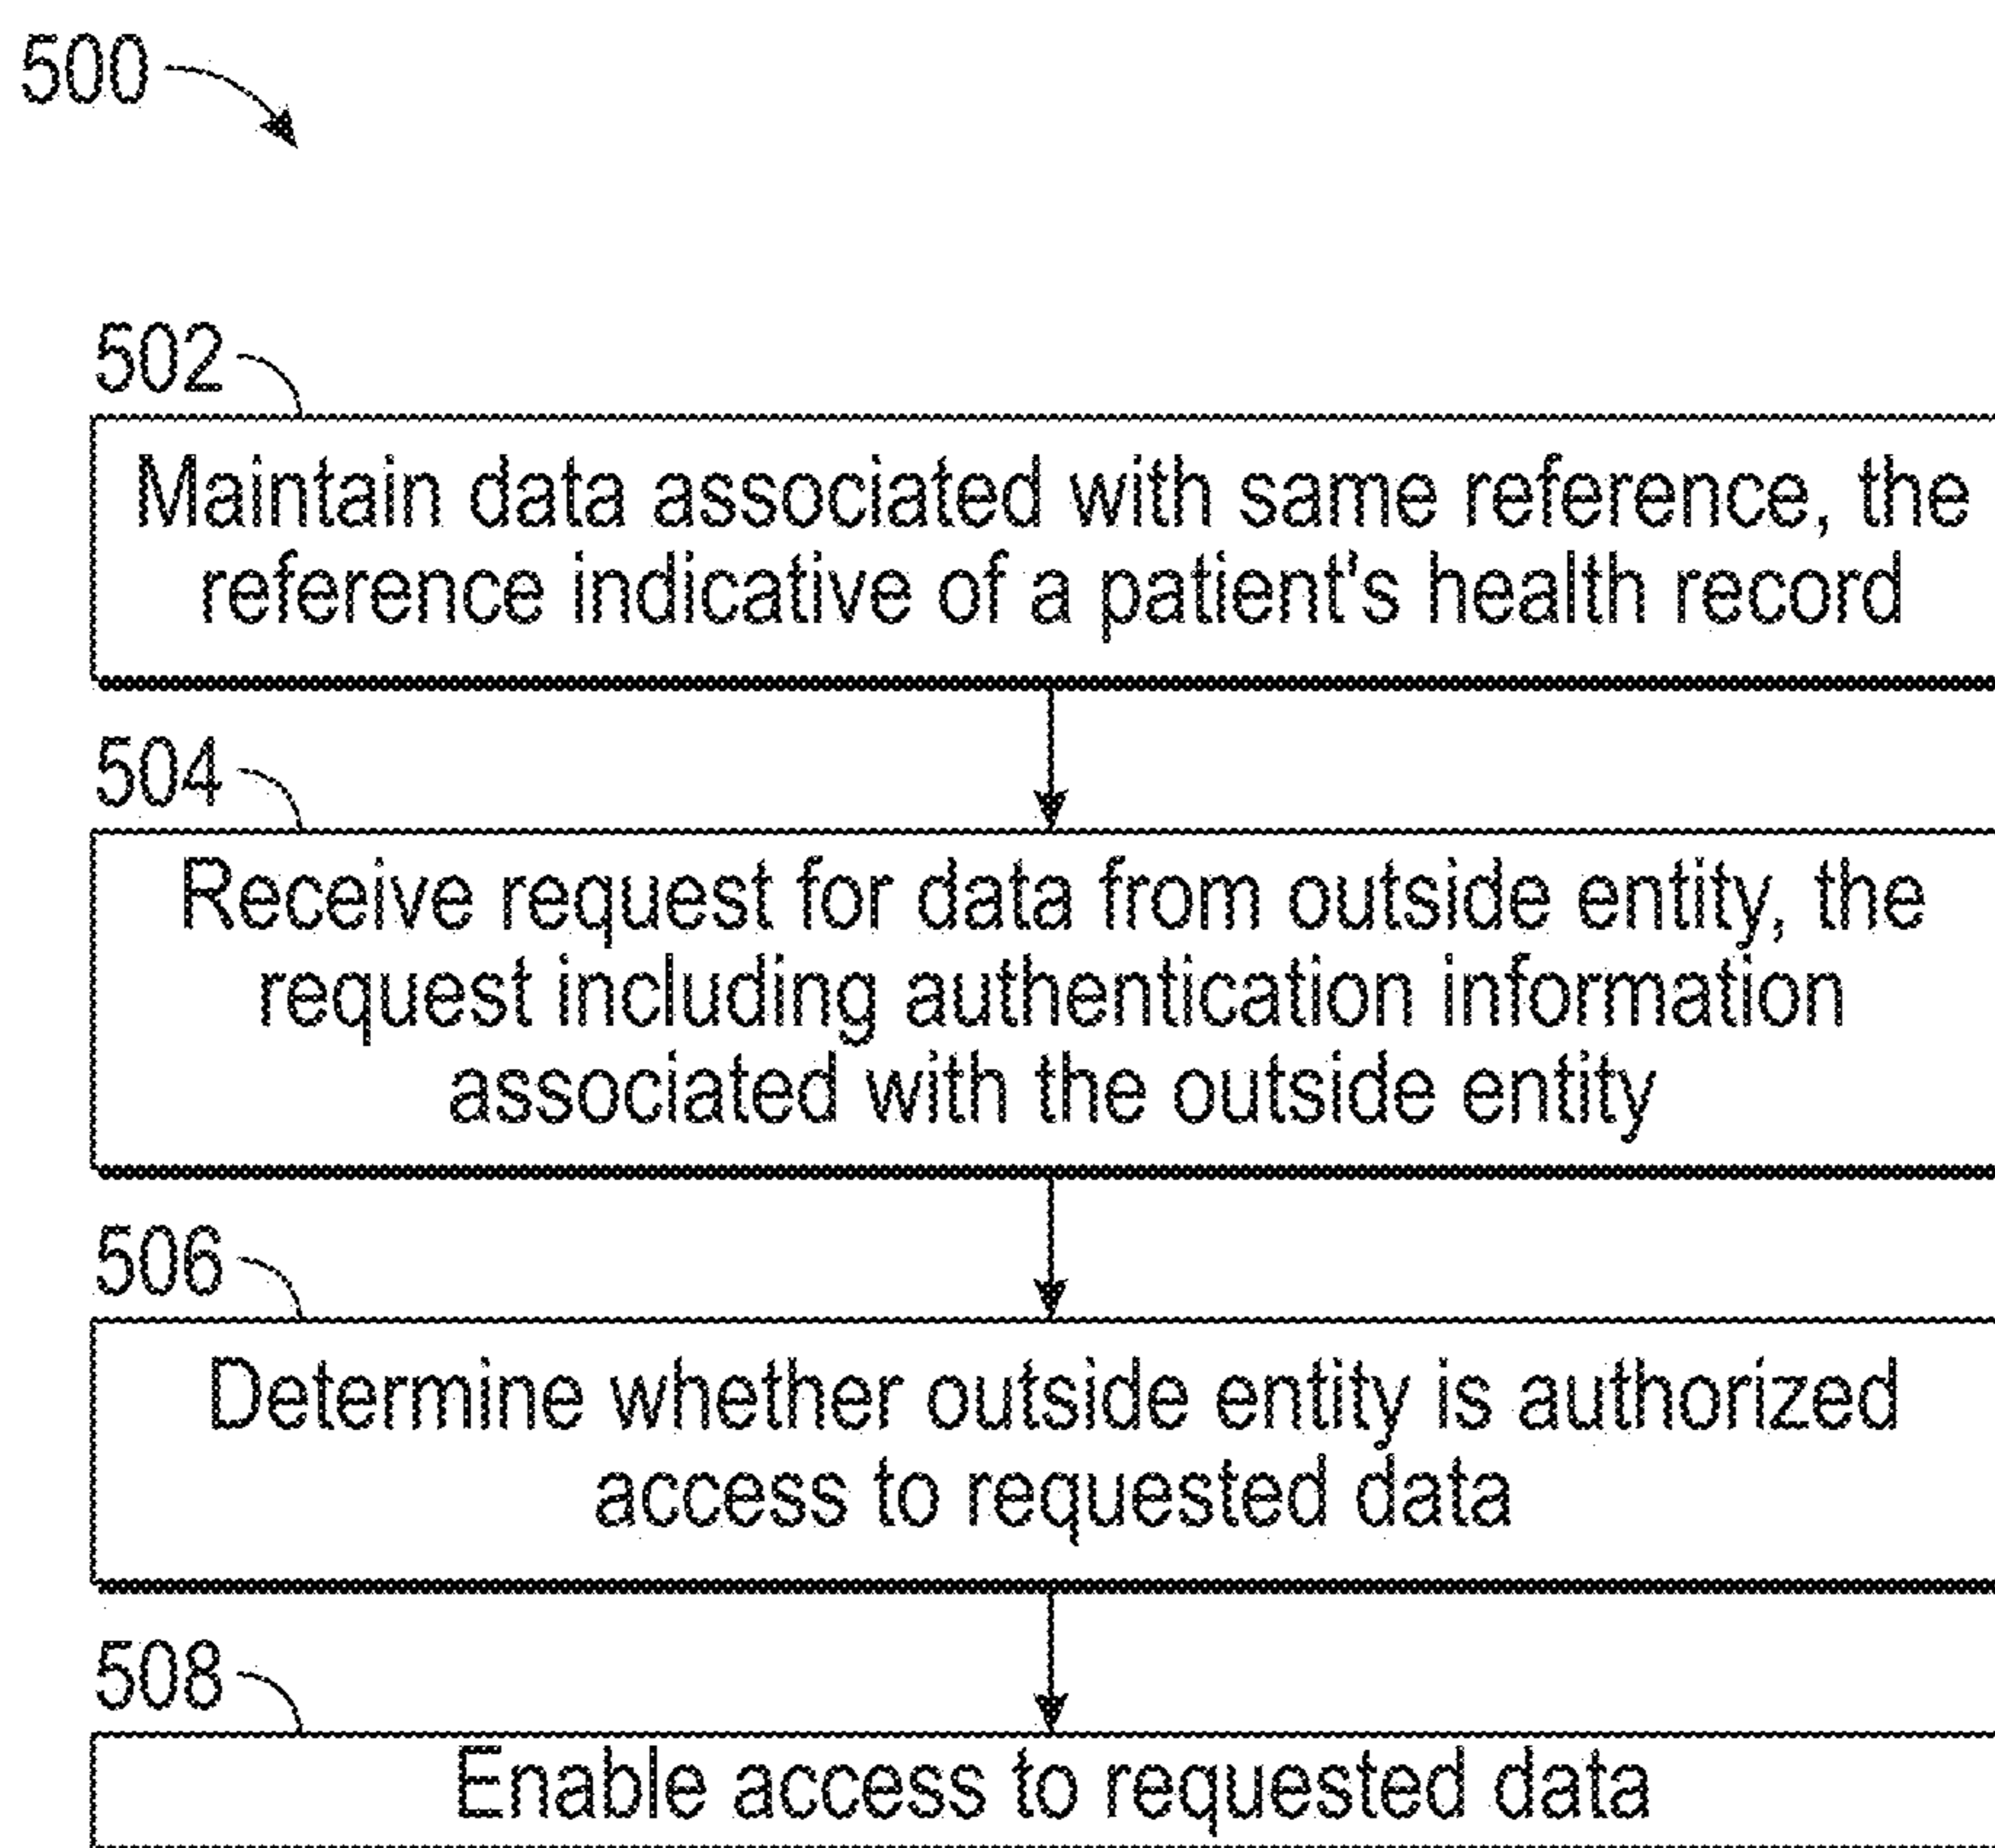 500
502
Maintain data associated with same reference, the
reference indicative of a patient's health record
504
Receive request for data from outside entity, the
request including authentication information
associated with the outside entity
506
Determine whether outside entity is authorized
access to requested data
508
Enable access to requested data